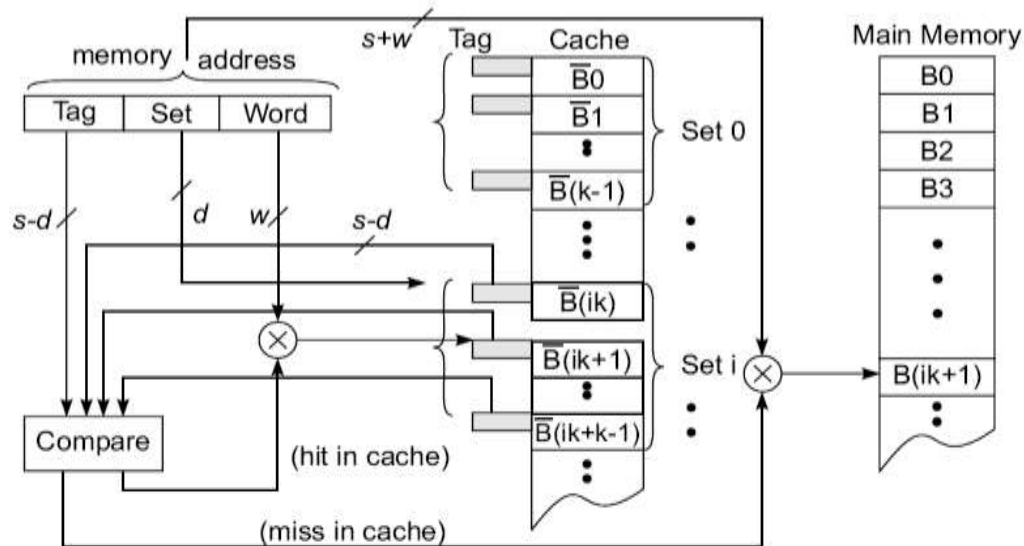 s+w
Tag Cache
Main Memory
memory address
Tag Set Word
B̅0
B̅1
B̅(k-1)
Set 0
B0
B1
B2
B3
s-d
d
w
s-d
B̅(ik)
B̅(ik+1)
B̅(ik+k-1)
Set i
B(ik+1)
Compare
(hit in cache)
(miss in cache)